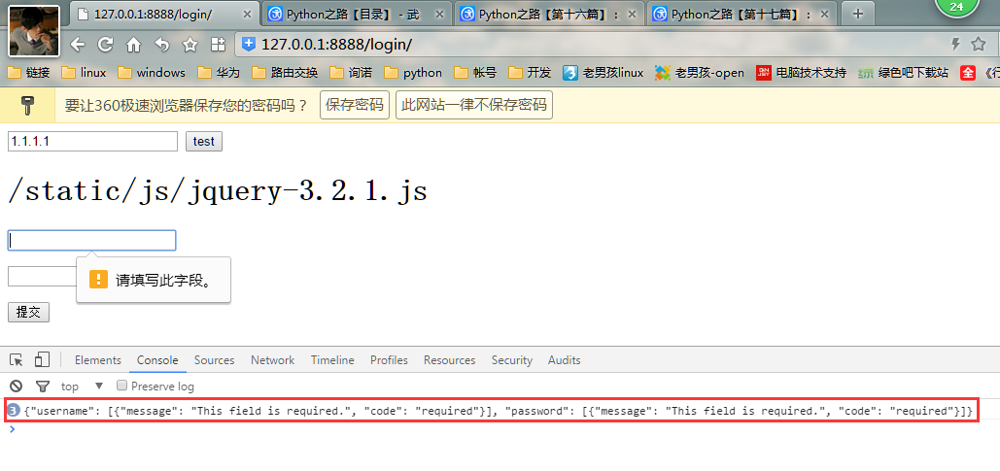 24
127.0.0.1:8888/login/
Python之路【目录】 - 武
Python之路【第十六篇】:
Python之路【第十七篇】:
127.0.0.1:8888/login/
链接 linux windows 华为 路由交换 询诺 python 帐号 开发 老男孩linux 老男孩-open 电脑技术支持 绿色吧下载站 《行
要让360极速浏览器保存您的密码吗？ 保存密码 此网站一律不保存密码
1.1.1.1 test
/static/js/jquery-3.2.1.js
请填写此字段。
提交
Elements Console Sources Network Timeline Profiles Resources Security Audits
top Preserve log
3 {"username": [{"message": "This field is required.", "code": "required"}], "password": [{"message": "This field is required.", "code": "required"}]}